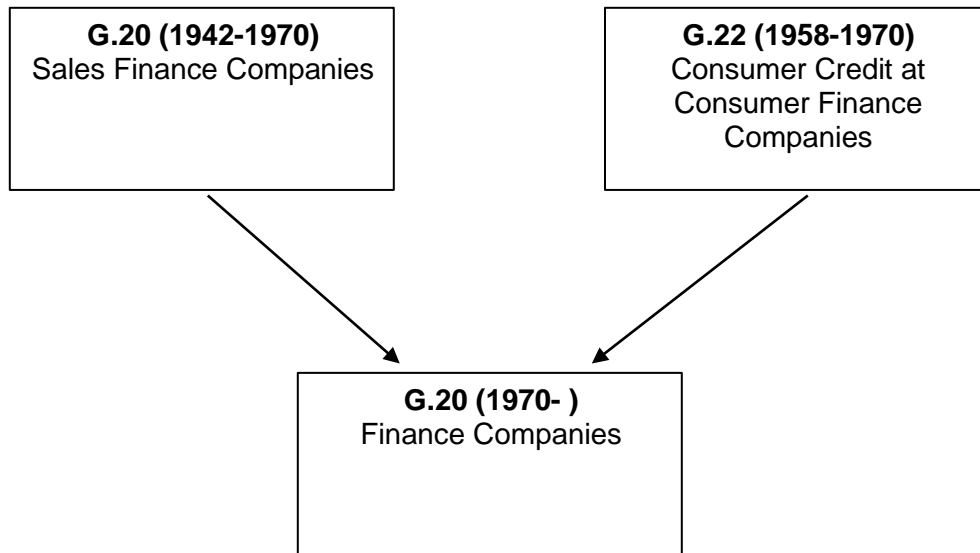 G.20 (1942-1970)
Sales Finance Companies
G.22 (1958-1970)
Consumer Credit at
Consumer Finance
Companies
G.20 (1970- )
Finance Companies